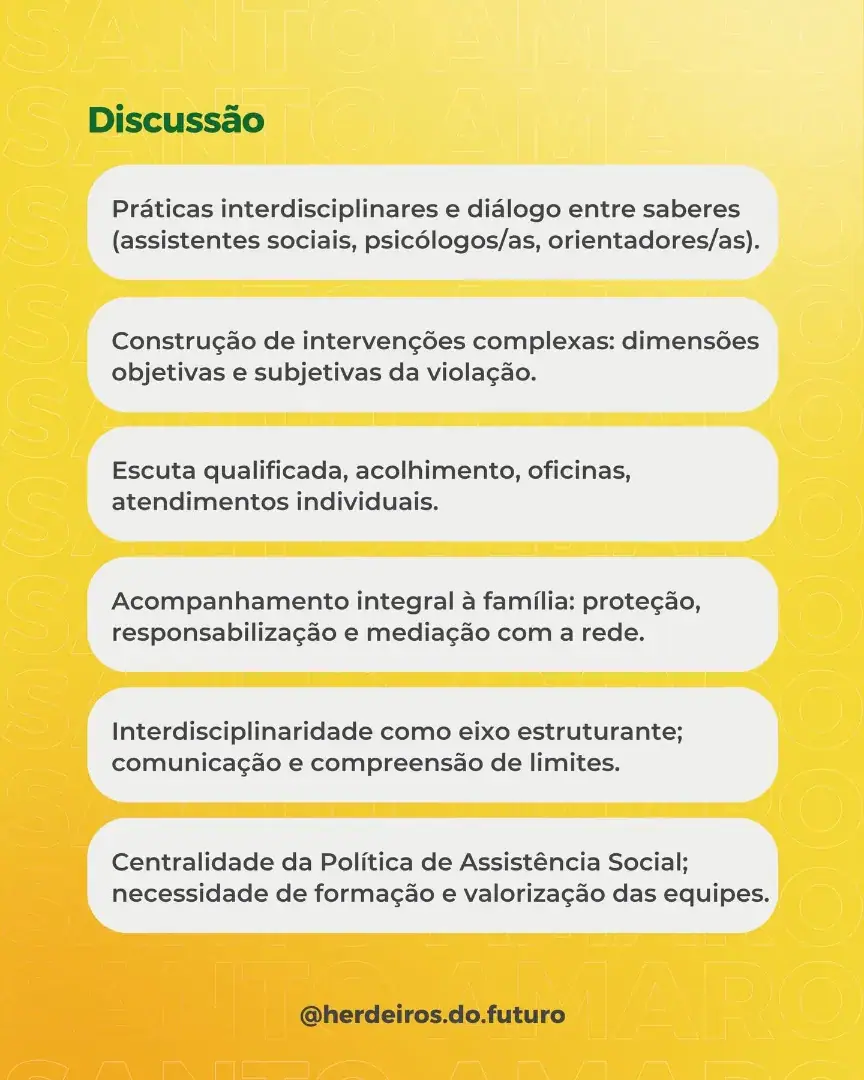 Discussão
Práticas interdisciplinares e diálogo entre saberes
(assistentes sociais, psicólogos/as, orientadores/as).
Construção de intervenções complexas: dimensões
objetivas e subjetivas da violação.
Escuta qualificada, acolhimento, oficinas,
atendimentos individuais.
Acompanhamento integral à família: proteção,
responsabilização e mediação com a rede.
Interdisciplinaridade como eixo estruturante;
comunicação e compreensão de limites.
Centralidade da Política de Assistência Social;
necessidade de formação e valorização das equipes.
@herdeiros.do.futuro
SANTO AMARO